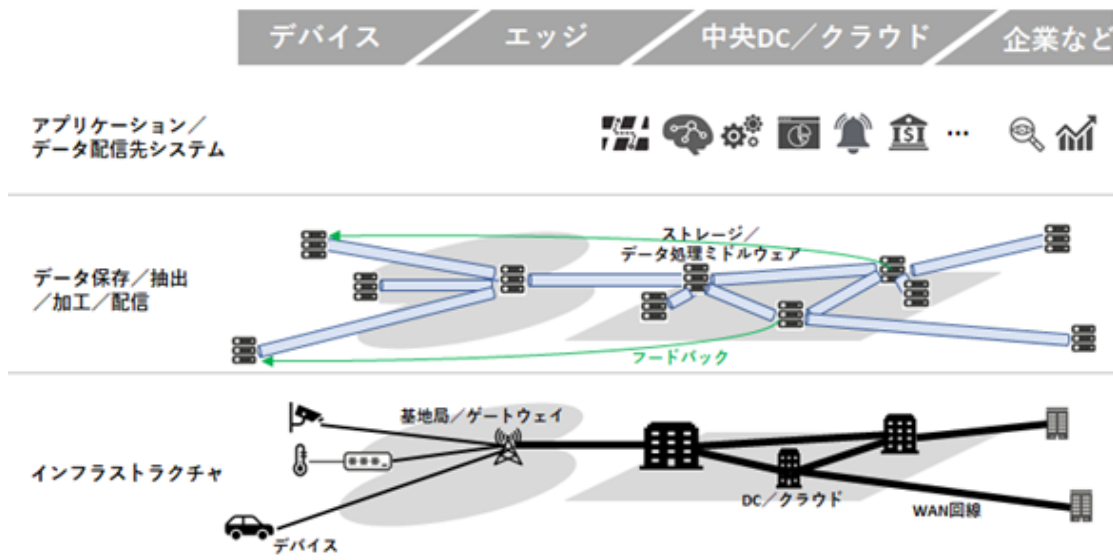 デバイス
エッジ
中央DC／クラウド
企業など
アプリケーション／
データ配信先システム
$
…
データ保存／抽出
／加工／配信
ストレージ／
データ処理ミドルウェア
フードバック
インフラストラクチャ
基地局／ゲートウェイ
DC／クラウド
WAN回線
デバイス